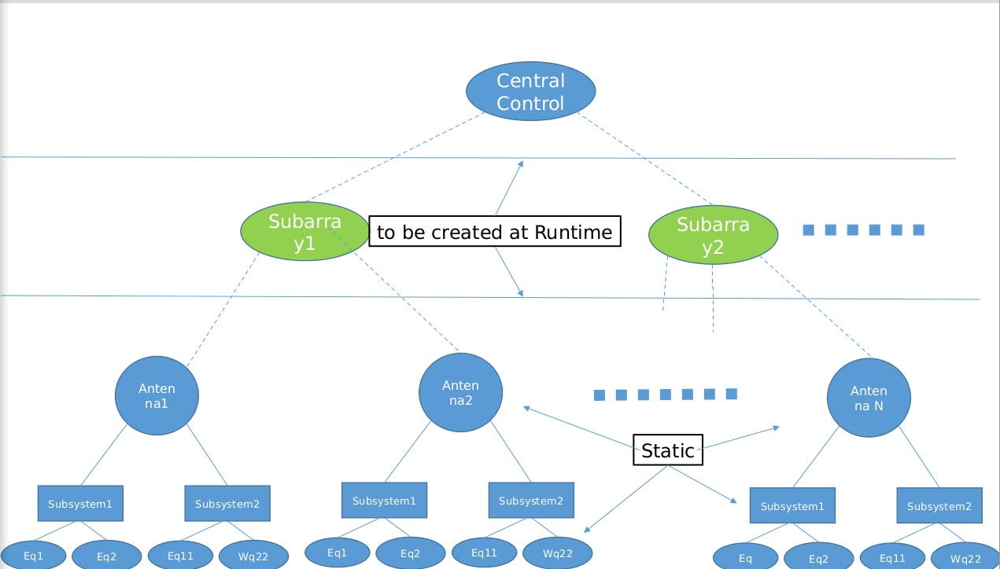 Central
Control
Subarra
y1
to be created at Runtime
Subarra
y2
Anten
na1
Anten
na2
Anten
na N
Static
Subsystem1
Subsystem2
Subsystem1
Subsystem2
Subsystem1
Subsystem2
Eq1
Eq2
Eq11
Wq22
Eq1
Eq2
Eq11
Wq22
Eq
Eq2
Eq11
Wq22